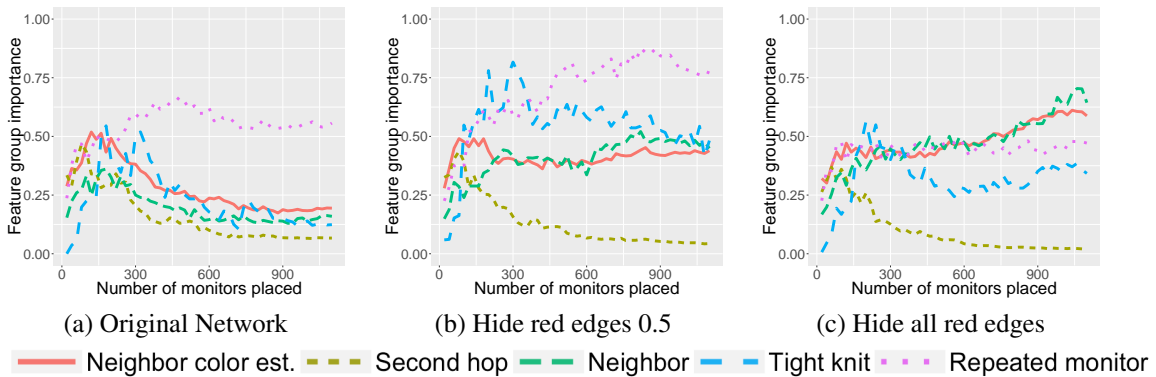 1.00
0.75
0.50
0.25
0.00
Feature group importance
0 300 600 900
Number of monitors placed
(a) Original Network
1.00
0.75
0.50
0.25
0.00
Feature group importance
0 300 600 900
Number of monitors placed
(b) Hide red edges 0.5
1.00
0.75
0.50
0.25
0.00
Feature group importance
0 300 600 900
Number of monitors placed
(c) Hide all red edges
Neighbor color est. Second hop Neighbor Tight knit Repeated monitor